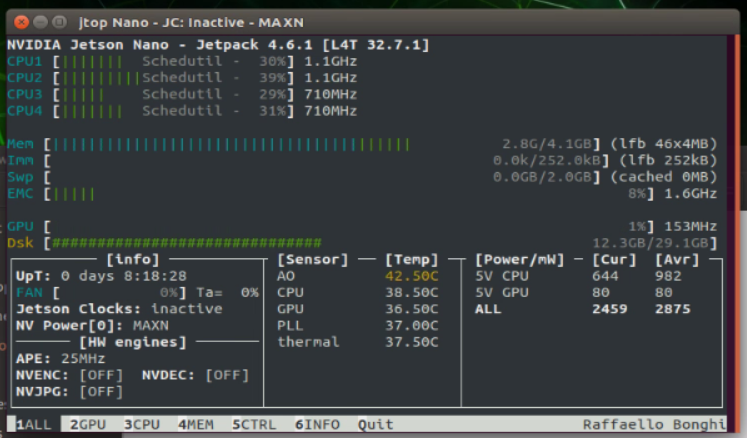 jtop Nano - JC: Inactive - MAXN
NVIDIA Jetson Nano - Jetpack 4.6.1 [L4T 32.7.1]
CPU1 [||||||| Schedutil - 30%] 1.1GHz
CPU2 [||||||||| Schedutil - 39%] 1.1GHz
CPU3 [||||| Schedutil - 29%] 710MHz
CPU4 [||||||| Schedutil - 31%] 710MHz
Mem [|||||||||||||||||||||||||||||||||||||||| 2.8G/4.1GB] (lfb 46x4MB)
Imm [ 0.0k/252.0kB] (lfb 252kB)
Swp [ 0.0GB/2.0GB] (cached 0MB)
EMC [||||| 8%] 1.6GHz
GPU [ 1%] 153MHz
Dsk [############################## 12.3GB/29.1GB]
[info] [Sensor] [Temp] [Power/mW] [Cur] [Avr]
UpT: 0 days 8:18:28 AO 42.50C 5V CPU 644 982
FAN [ 0%] Ta= 0% CPU 38.50C 5V GPU 80 80
Jetson Clocks: inactive GPU 36.50C ALL 2459 2875
NV Power[0]: MAXN PLL 37.00C
[HW engines] thermal 37.50C
APE: 25MHz
NVENC: [OFF] NVDEC: [OFF]
NVJPG: [OFF]
1ALL 2GPU 3CPU 4MEM 5CTRL 6INFO Quit Raffaello Bonghi